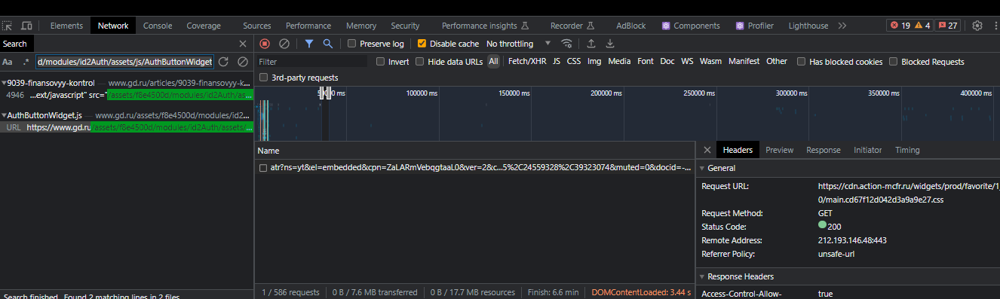 Elements Network Console Coverage Sources Performance Memory Security Performance insights Recorder AdBlock Components Profiler Lighthouse 19 4 27
Search
Preserve log Disable cache No throttling
Aa .* d/modules/id2Auth/assets/js/AuthButtonWidget
Filter Invert Hide data URLs All Fetch/XHR JS CSS Img Media Font Doc WS Wasm Manifest Other Has blocked cookies Blocked Requests
3rd-party requests
9039-finansovyy-kontrol — www.gd.ru/articles/9039-finansovyy-k...
4946 ...ext/javascript" src="/assets/f8e4500d/modules/id2Auth/as...
AuthButtonWidget.js — www.gd.ru/assets/f8e4500d/modules/id2...
URL https://www.gd.ru/assets/f8e4500d/modules/id2Auth/assets/...
50000 ms 100000 ms 150000 ms 200000 ms 250000 ms 300000 ms 350000 ms 400000 ms
Name
atr?ns=yt&el=embedded&cpn=ZaLARmVebqgtaaL0&ver=2&c...5%2C24559328%2C39323074&muted=0&docid=-...
Headers Preview Response Initiator Timing
General
Request URL: https://cdn.action-mcfr.ru/widgets/prod/favorite/1
0/main.cd67f12d042d3a9a9e27.css
Request Method: GET
Status Code: 200
Remote Address: 212.193.146.48:443
Referrer Policy: unsafe-url
Response Headers
Access-Control-Allow- true
1 / 586 requests 0 B / 7.6 MB transferred 0 B / 17.7 MB resources Finish: 6.6 min DOMContentLoaded: 3.44 s
Search finished. Found 2 matching lines in 2 files.